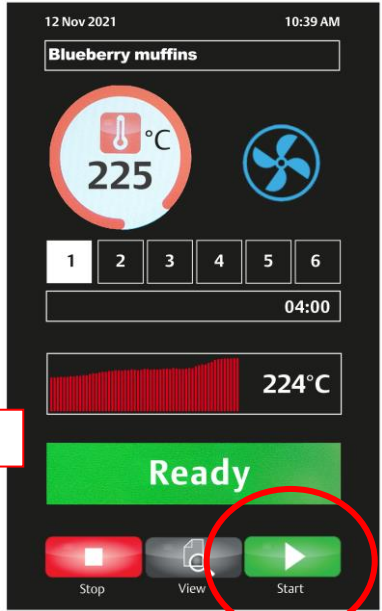 12 Nov 2021 10:39 AM
Blueberry muffins
°C
225
1 2 3 4 5 6
04:00
224°C
Ready
Stop View Start